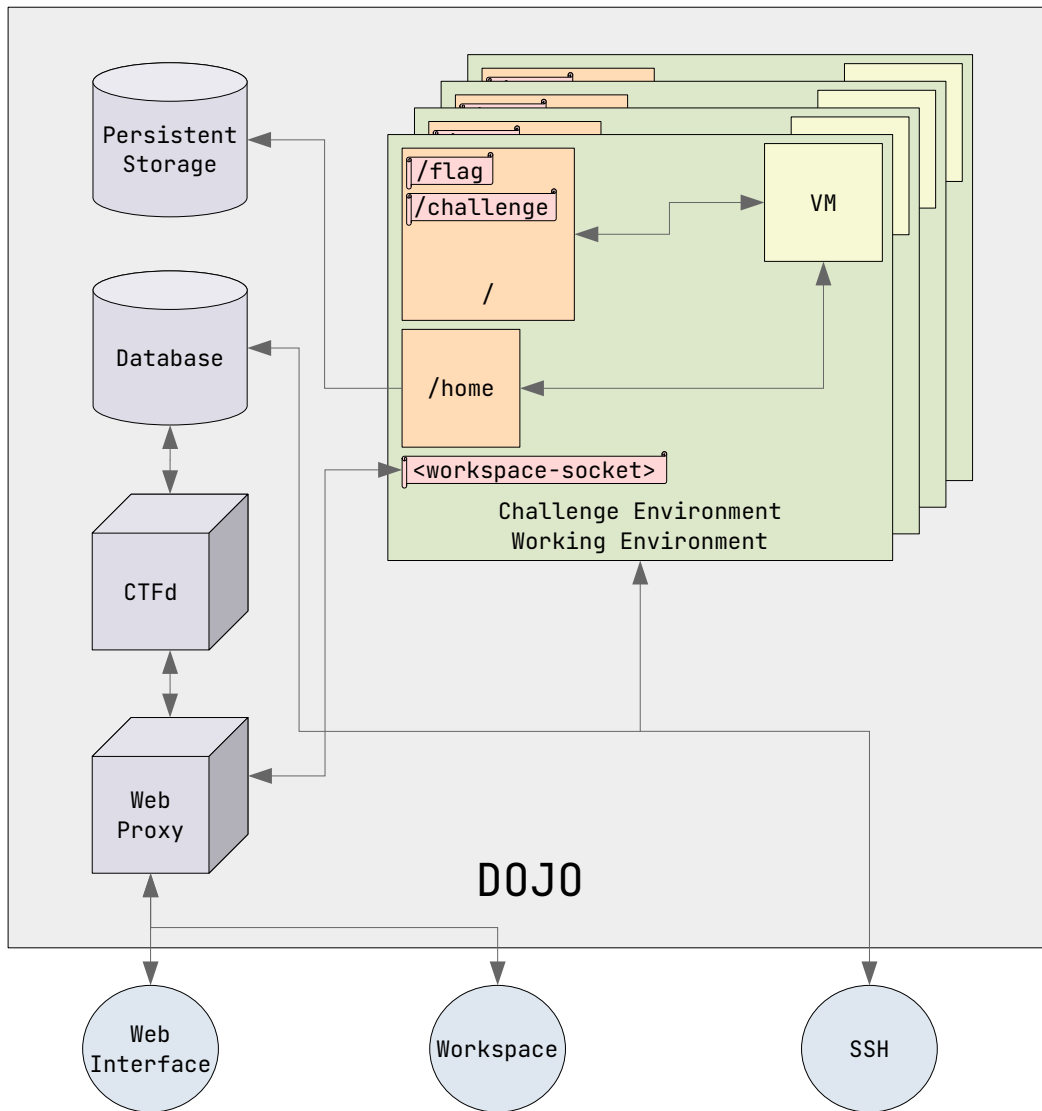 Persistent
Storage
/flag
/challenge
/
VM
Database
/home
<workspace-socket>
Challenge Environment
Working Environment
CTFd
Web
Proxy
DOJO
Web
Interface
Workspace
SSH